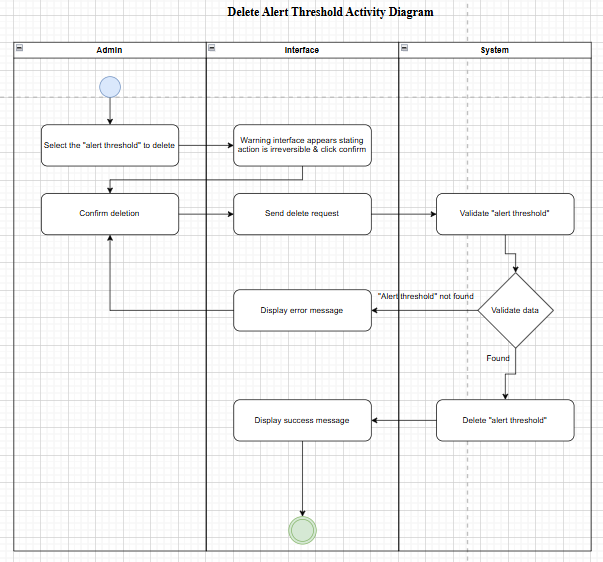 Delete Alert Threshold Activity Diagram
Admin
Interface
System
Select the "alert threshold" to delete
Warning interface appears stating
action is irreversible & click confirm
Confirm deletion
Send delete request
Validate "alert threshold"
"Alert threshold" not found
Display error message
Validate data
Found
Display success message
Delete "alert threshold"